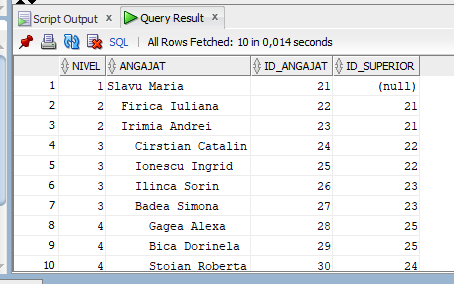 Script Output x Query Result x
SQL | All Rows Fetched: 10 in 0,014 seconds
NIVEL ANGAJAT ID_ANGAJAT ID_SUPERIOR
1 1 Slavu Maria 21 (null)
2 2 Firica Iuliana 22 21
3 2 Irimia Andrei 23 21
4 3 Cirstian Catalin 24 22
5 3 Ionescu Ingrid 25 22
6 3 Ilinca Sorin 26 23
7 3 Badea Simona 27 23
8 4 Gagea Alexa 28 25
9 4 Bica Dorinela 29 25
10 4 Stoian Roberta 30 24